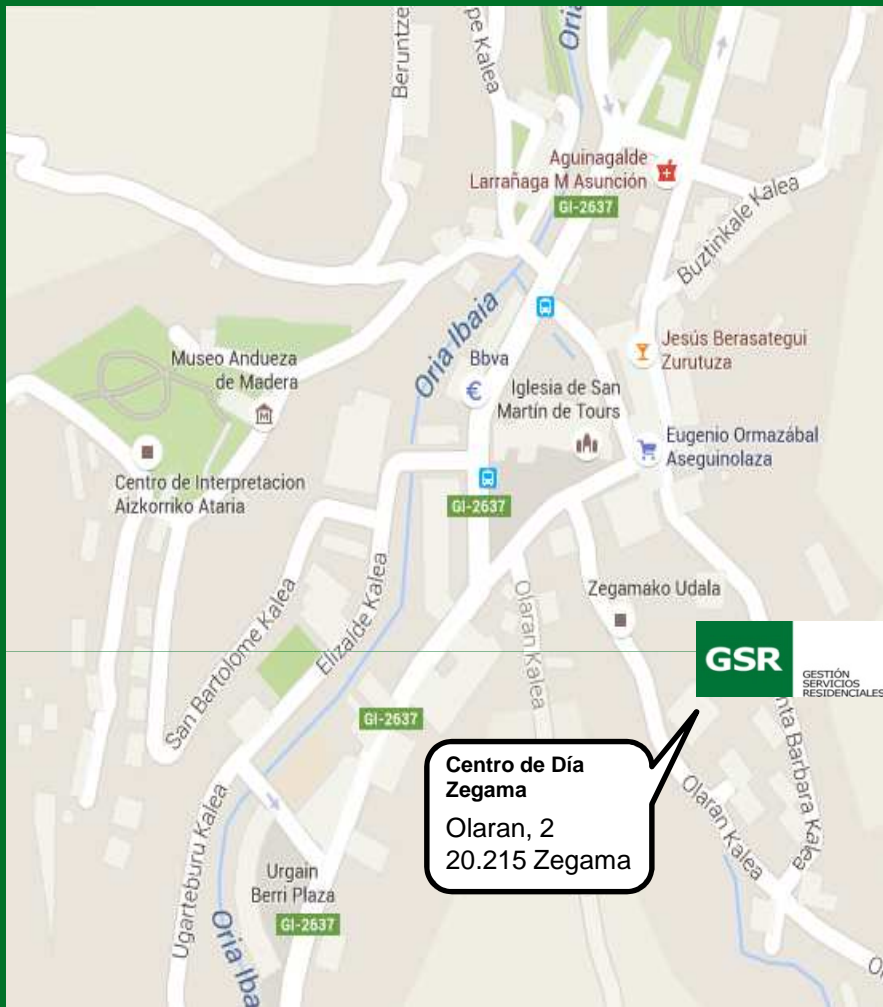 Beruntze
pe Kalea
Oria
Aguinagalde
Larrañaga M Asunción
GI-2637
Buztinkale Kalea
Oria Ibaia
Museo Andueza
de Madera
Bbva
€
Jesús Berasategui
Zurutuza
Iglesia de San
Martín de Tours
Eugenio Ormazábal
Aseguinolaza
Centro de Interpretacion
Aizkorriko Ataria
GI-2637
San Bartolome Kalea
Elizalde Kalea
Olaran Kalea
Zegamako Udala
GSR
GESTIÓN
SERVICIOS
RESIDENCIALES
nta Barbara Kalea
GI-2637
Centro de Día
Zegama
Olaran, 2
20.215 Zegama
Olaran Kalea
Ugarteburu Kalea
Urgain
Berri Plaza
GI-2637
Oria Iba